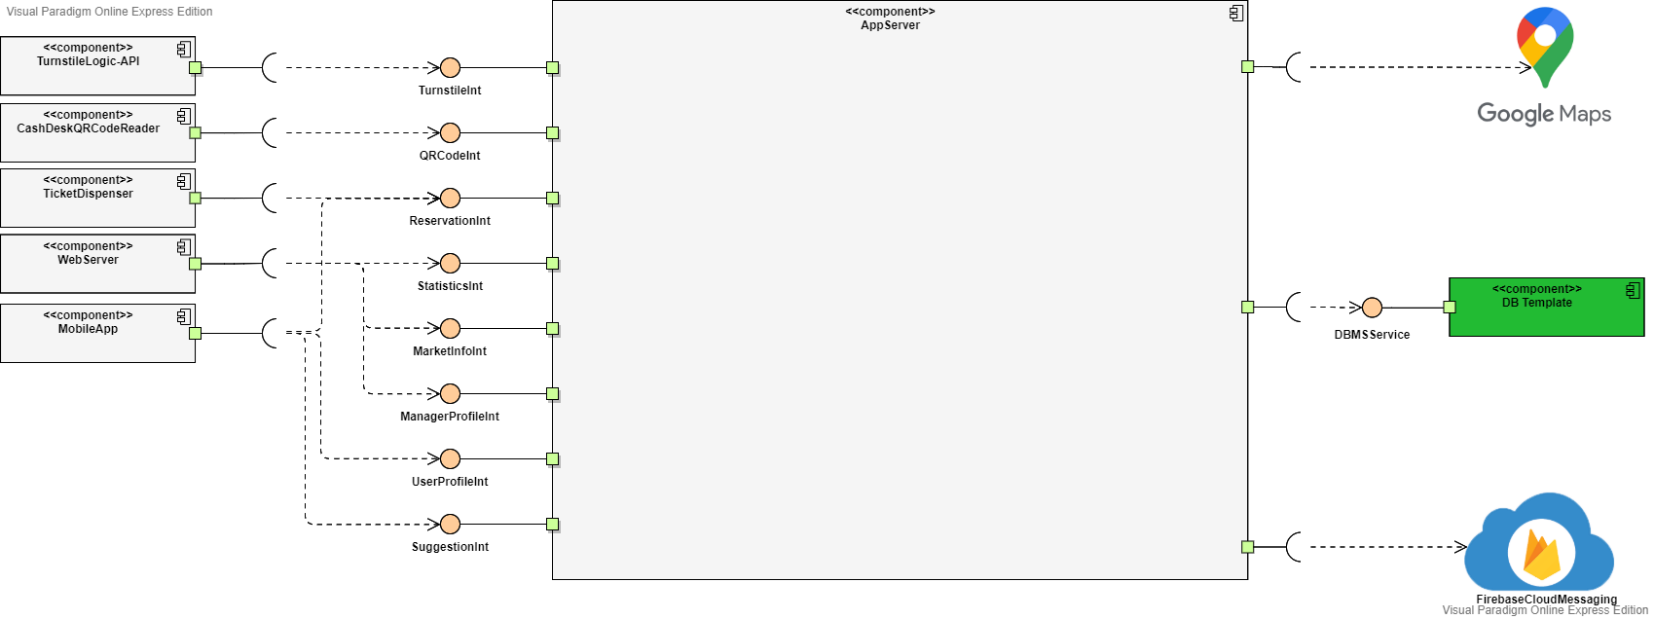 Visual Paradigm Online Express Edition
<<component>>
TurnstileLogic-API
<<component>>
CashDeskQRCodeReader
<<component>>
TicketDispenser
<<component>>
WebServer
<<component>>
MobileApp
TurnstileInt
QRCodeInt
ReservationInt
StatisticsInt
MarketInfoInt
ManagerProfileInt
UserProfileInt
SuggestionInt
<<component>>
AppServer
Google Maps
DBMSService
<<component>>
DB Template
FirebaseCloudMessaging
Visual Paradigm Online Express Edition